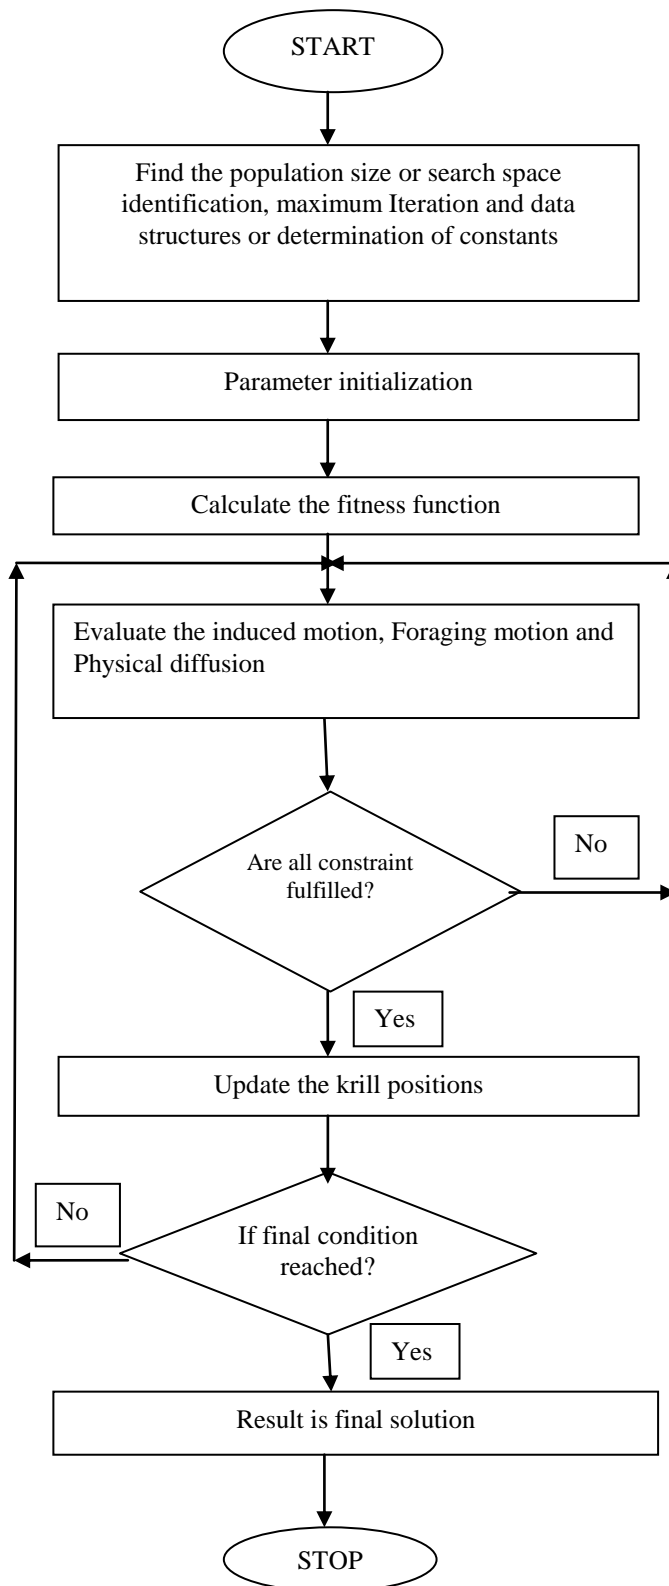 START
Find the population size or search space
identification, maximum Iteration and data
structures or determination of constants
Parameter initialization
Calculate the fitness function
Evaluate the induced motion, Foraging motion and
Physical diffusion
Are all constraint
fulfilled?
No
Yes
Update the krill positions
No
If final condition
reached?
Yes
Result is final solution
STOP